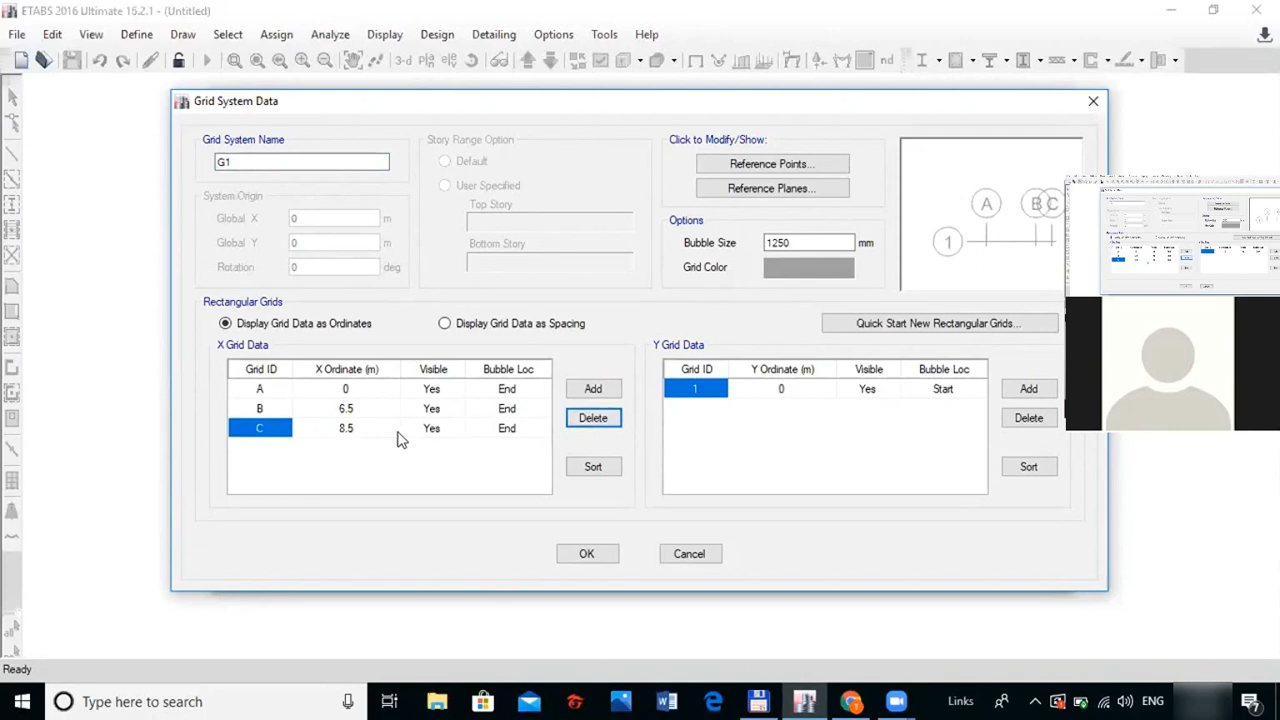 ETABS 2016 Ultimate 15.2.1 - (Untitled)
File Edit View Define Draw Select Assign Analyze Display Design Detailing Options Tools Help
3-d
nd
Grid System Data
Grid System Name
G1
System Origin
Global X 0 m
Global Y 0 m
Rotation 0 deg
Story Range Option
Default
User Specified
Top Story
Bottom Story
Click to Modify/Show:
Reference Points...
Reference Planes...
Options
Bubble Size 1250 mm
Grid Color
A B C
1
Rectangular Grids
Display Grid Data as Ordinates Display Grid Data as Spacing Quick Start New Rectangular Grids...
X Grid Data
Grid ID X Ordinate (m) Visible Bubble Loc
A 0 Yes End
B 6.5 Yes End
C 8.5 Yes End
Add
Delete
Sort
Y Grid Data
Grid ID Y Ordinate (m) Visible Bubble Loc
1 0 Yes Start
Add
Delete
Sort
OK Cancel
Ready
Type here to search
Links
ENG
7